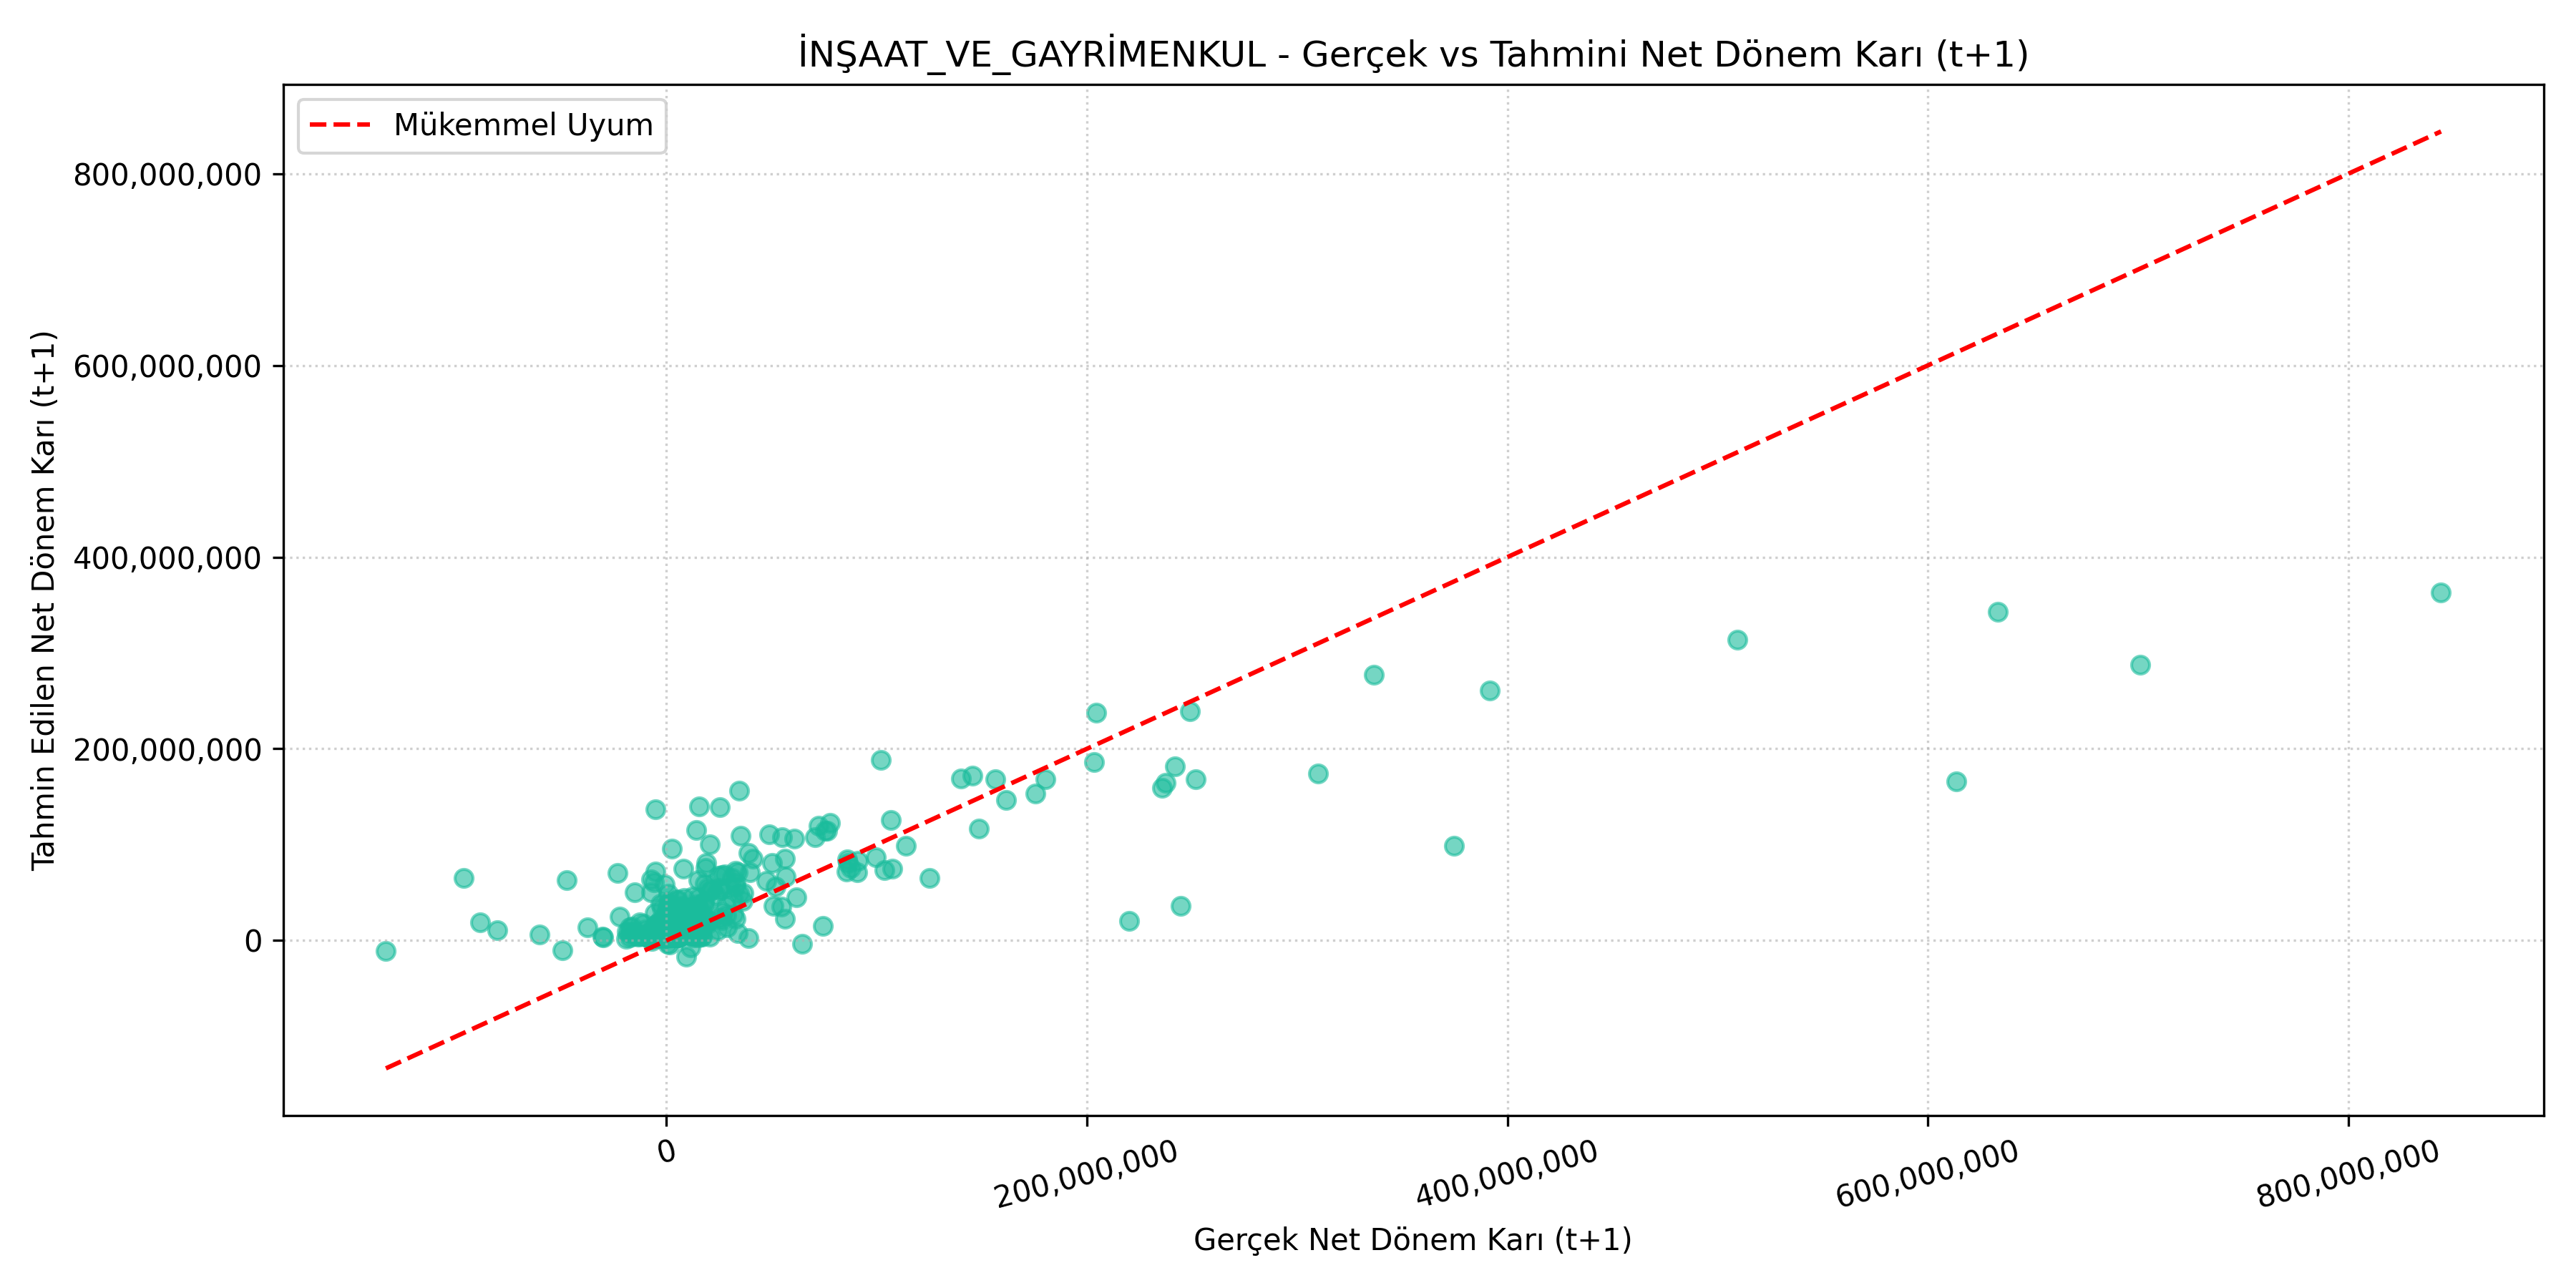 İNŞAAT_VE_GAYRİMENKUL - Gerçek vs Tahmini Net Dönem Karı (t+1)
Mükemmel Uyum
Tahmin Edilen Net Dönem Karı (t+1)
800,000,000
600,000,000
400,000,000
200,000,000
0
0
200,000,000
400,000,000
600,000,000
800,000,000
Gerçek Net Dönem Karı (t+1)